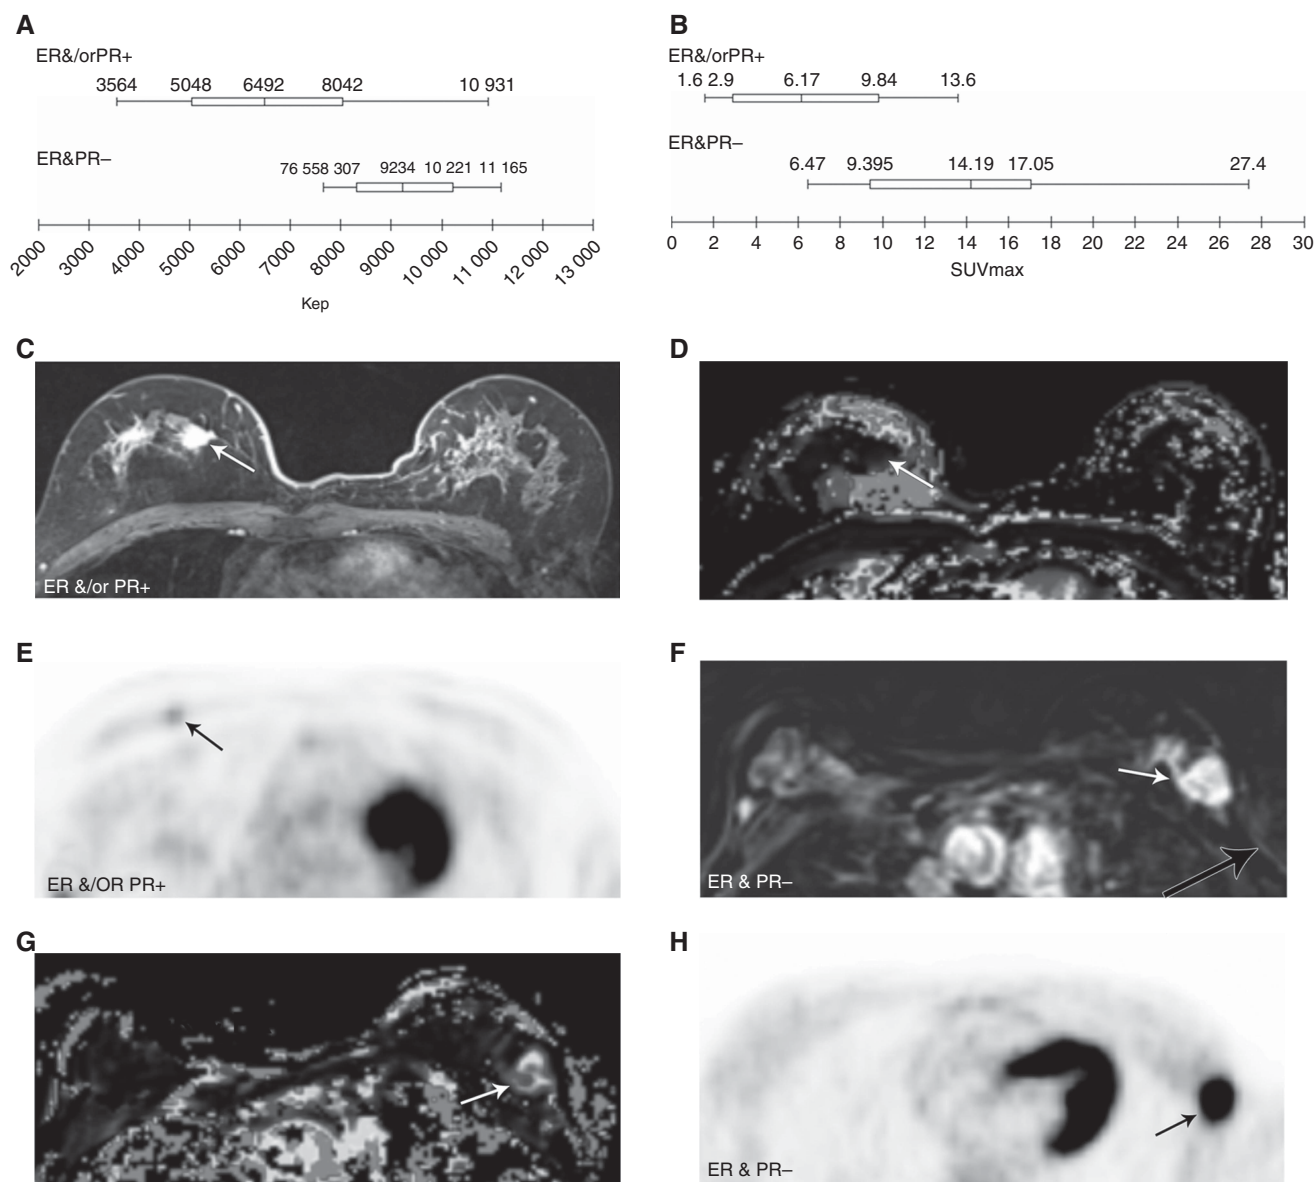 A
ER&/orPR+
3564 5048 6492 8042 10 931
ER&PR–
76 558 307 9234 10 221 11 165
2000 3000 4000 5000 6000 7000 8000 9000 10 000 11 000 12 000 13 000
Kep
B
ER&/orPR+
1.6 2.9 6.17 9.84 13.6
ER&PR–
6.47 9.395 14.19 17.05 27.4
0 2 4 6 8 10 12 14 16 18 20 22 24 26 28 30
SUVmax
C
ER &/or PR+
D
E
ER &/OR PR+
F
ER & PR–
G
H
ER & PR–